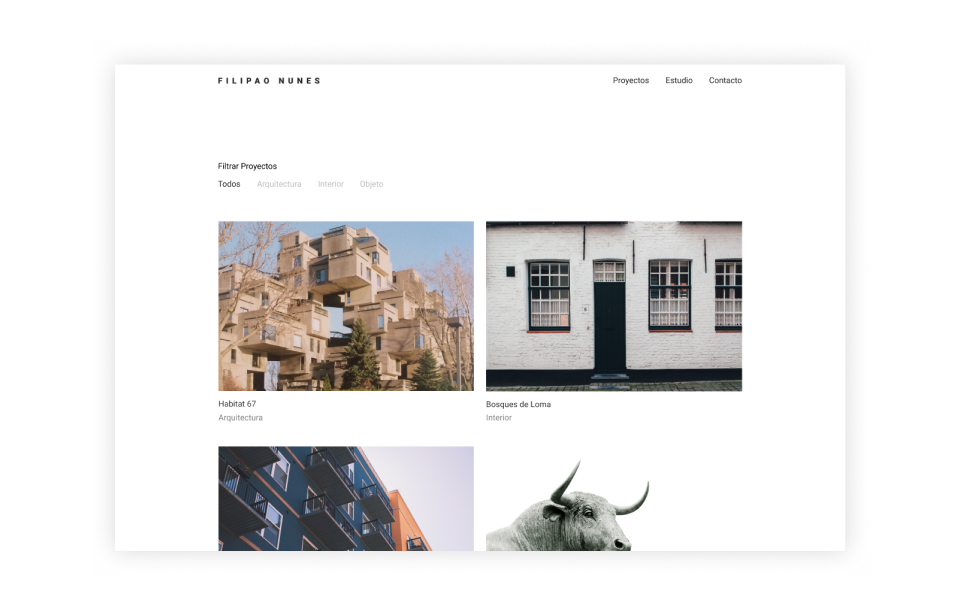 FILIPAO NUNES
Proyectos Estudio Contacto
Filtrar Proyectos
Todos Arquitectura Interior Objeto
Habitat 67
Arquitectura
Bosques de Loma
Interior